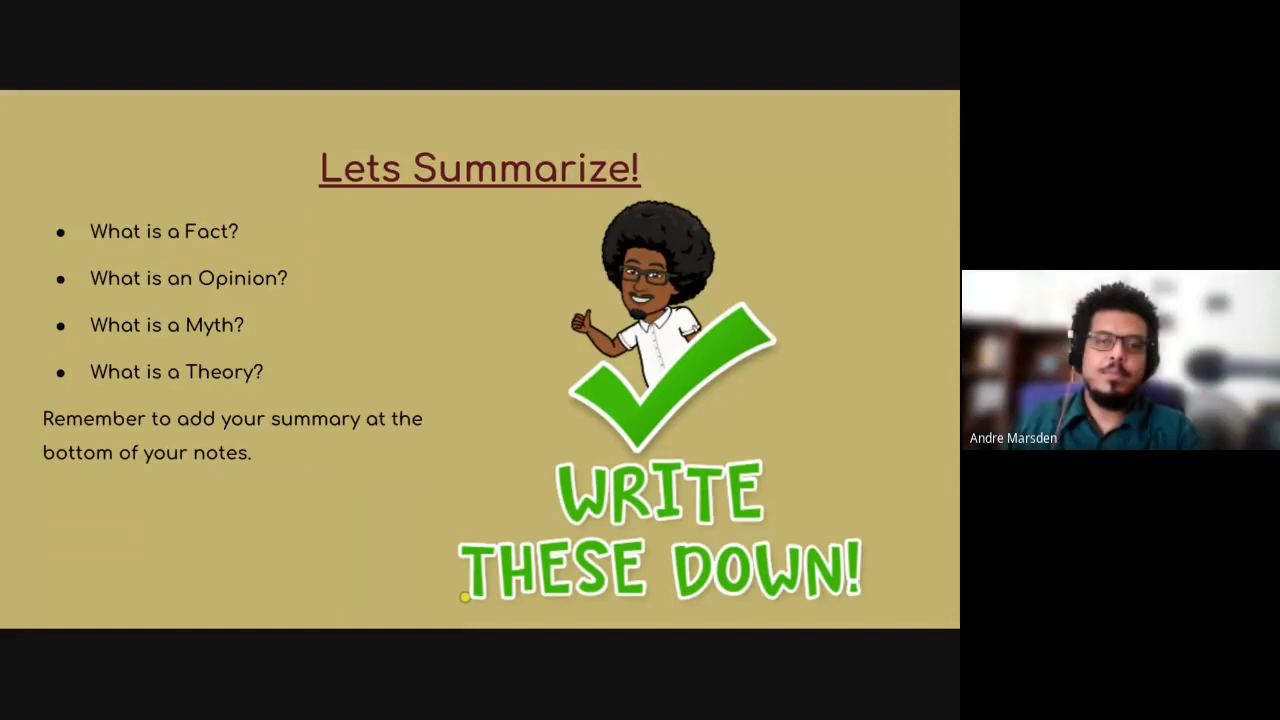 Lets Summarize!
What is a Fact?
What is an Opinion?
What is a Myth?
What is a Theory?
Remember to add your summary at the
bottom of your notes.
WRITE
THESE DOWN!
Andre Marsden